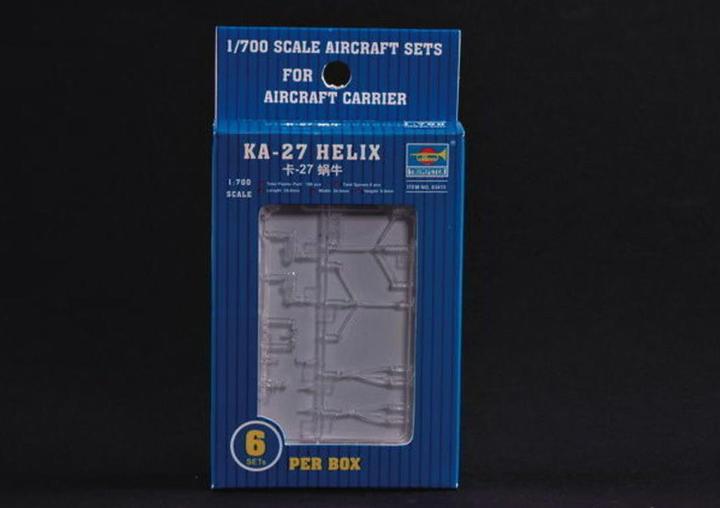 1/700 SCALE AIRCRAFT SETS
FOR
AIRCRAFT CARRIER
KA-27 HELIX
卡-27 蜗牛
TRUMPETER
1:700
SCALE
6
SETs
PER BOX